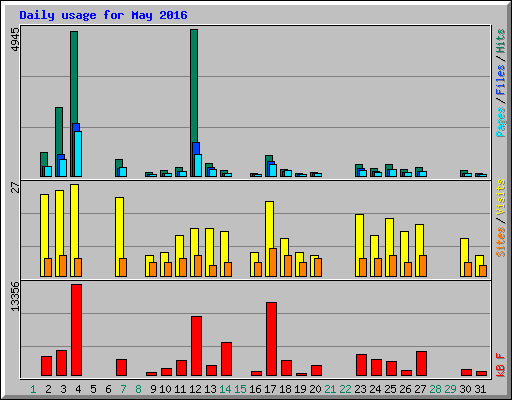 Daily usage for May 2016
4945
Pages / Files / Hits
27
Sites / Visits
13356
kB F
1 2 3 4 5 6 7 8 9 10 11 12 13 14 15 16 17 18 19 20 21 22 23 24 25 26 27 28 29 30 31